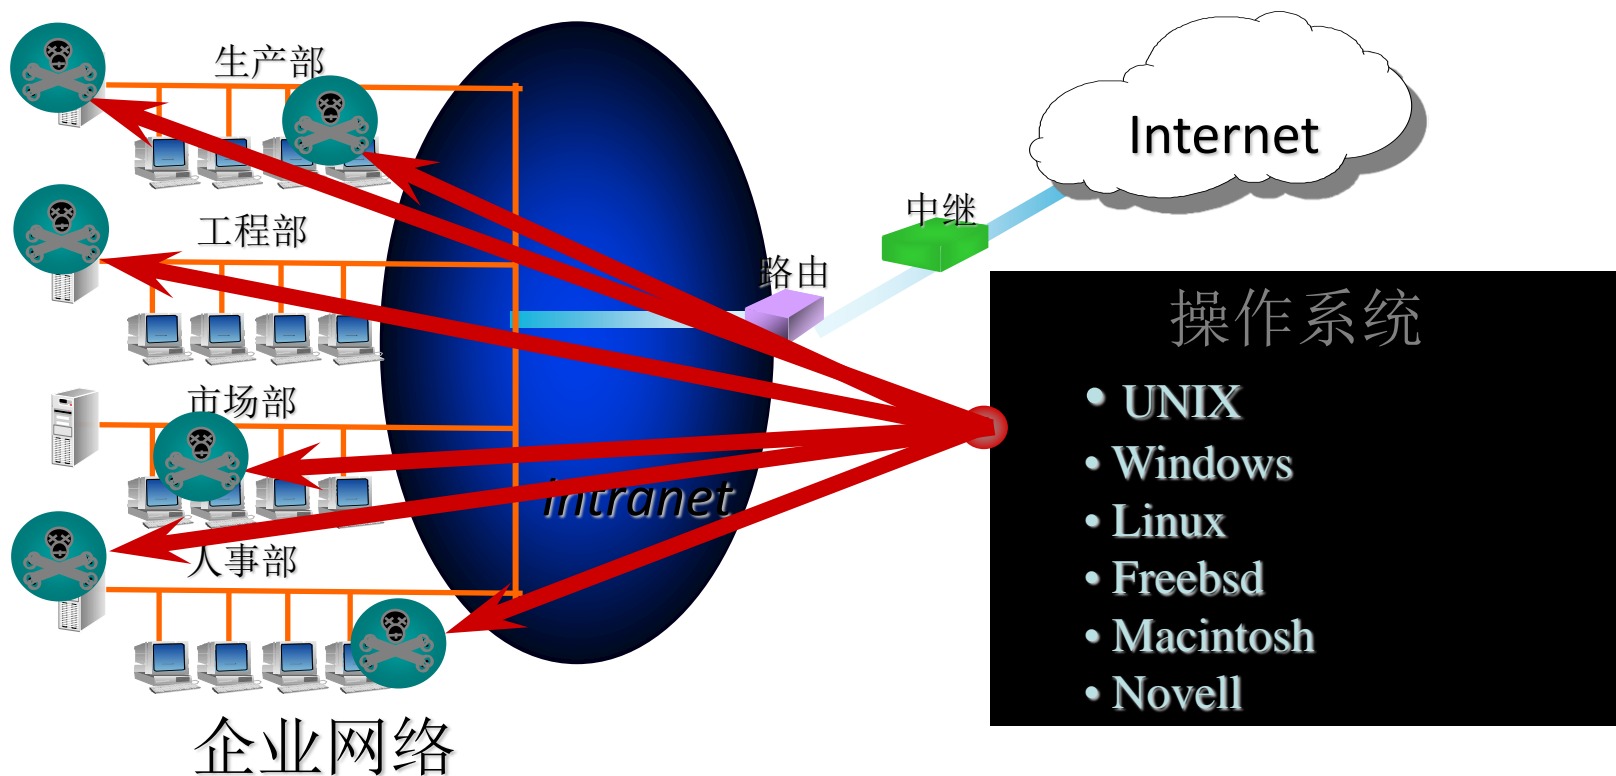 生产部
Internet
中继
工程部
路由
操作系统
• UNIX
市场部
• Windows
Intranet
• Linux
人事部
• Freebsd
• Macintosh
• Novell
企业网络